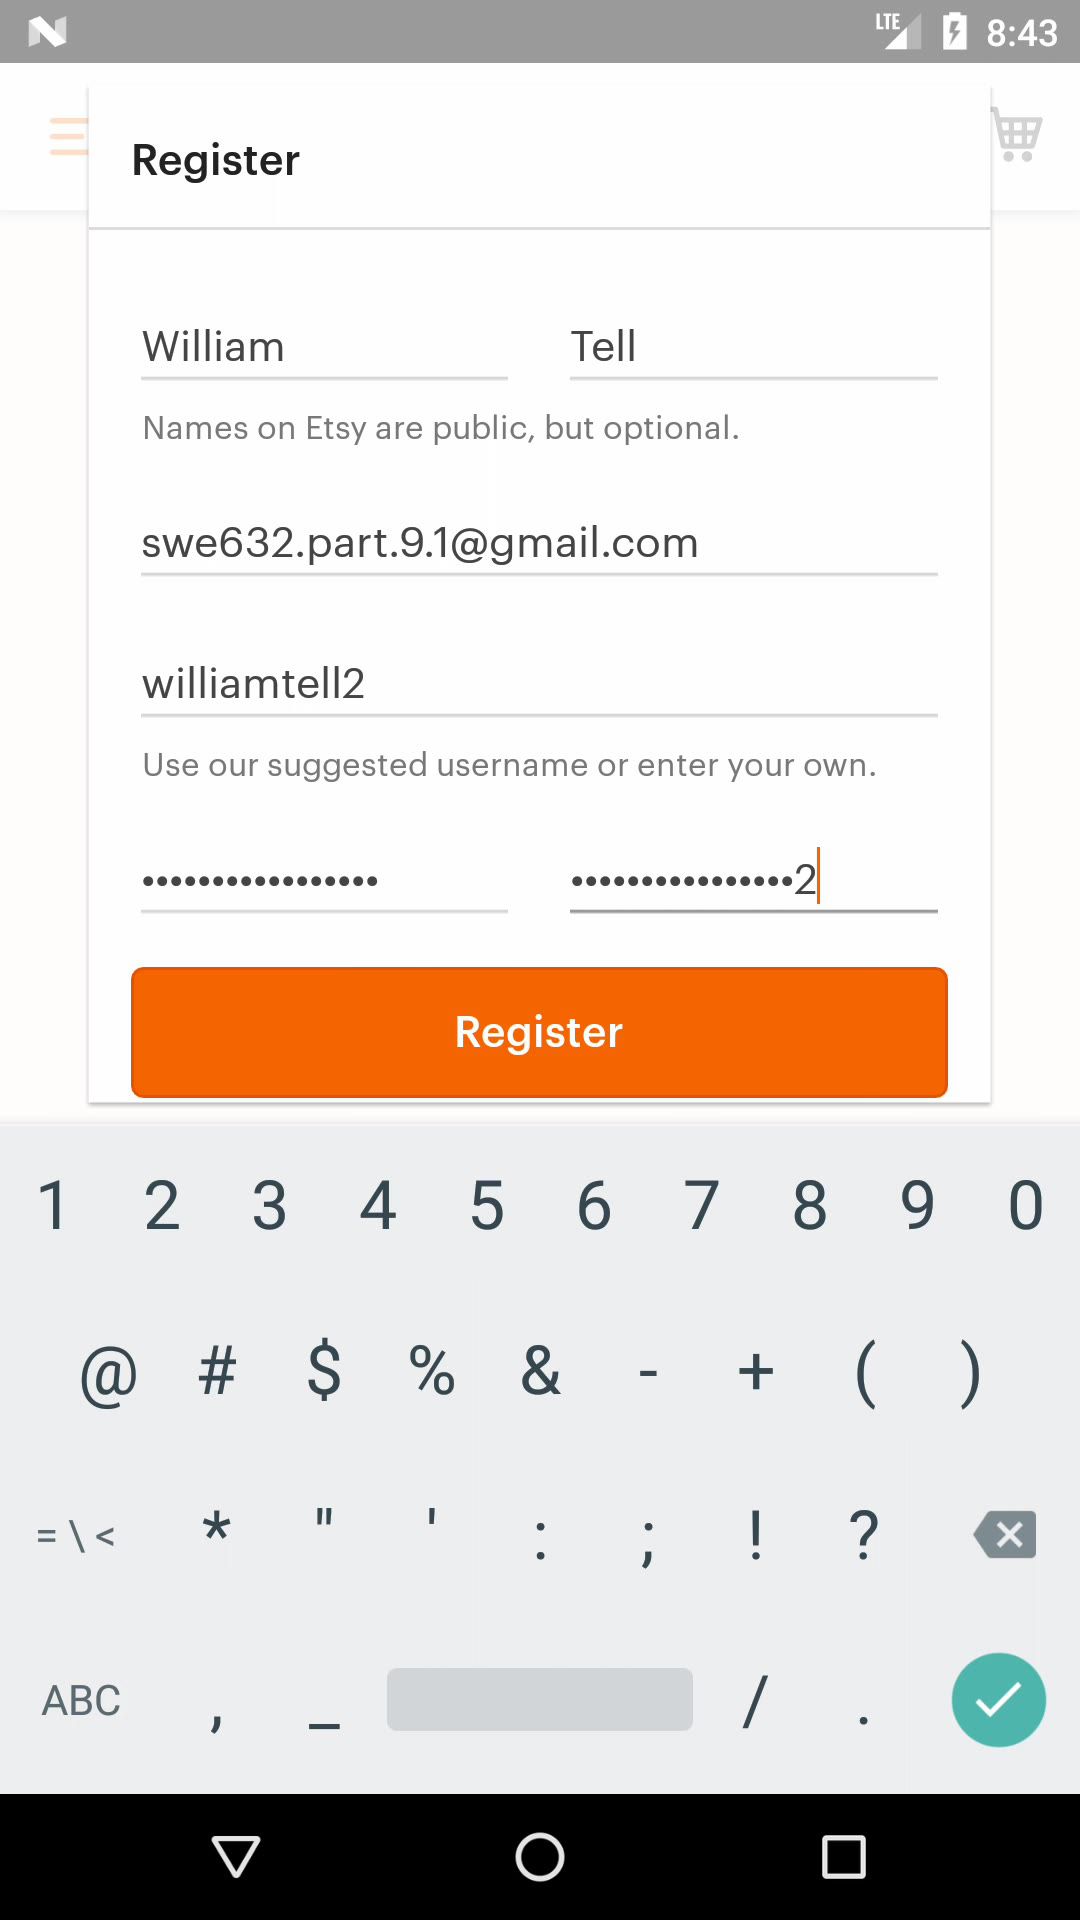 LTE 8:43
Register
William Tell
Names on Etsy are public, but optional.
swe632.part.9.1@gmail.com
williamtell2
Use our suggested username or enter your own.
••••••••••••••••• ••••••••••••••••2
Register
1 2 3 4 5 6 7 8 9 0
@ # $ % & - + ( )
= \ < * " ' : ; ! ?
ABC , _ / .